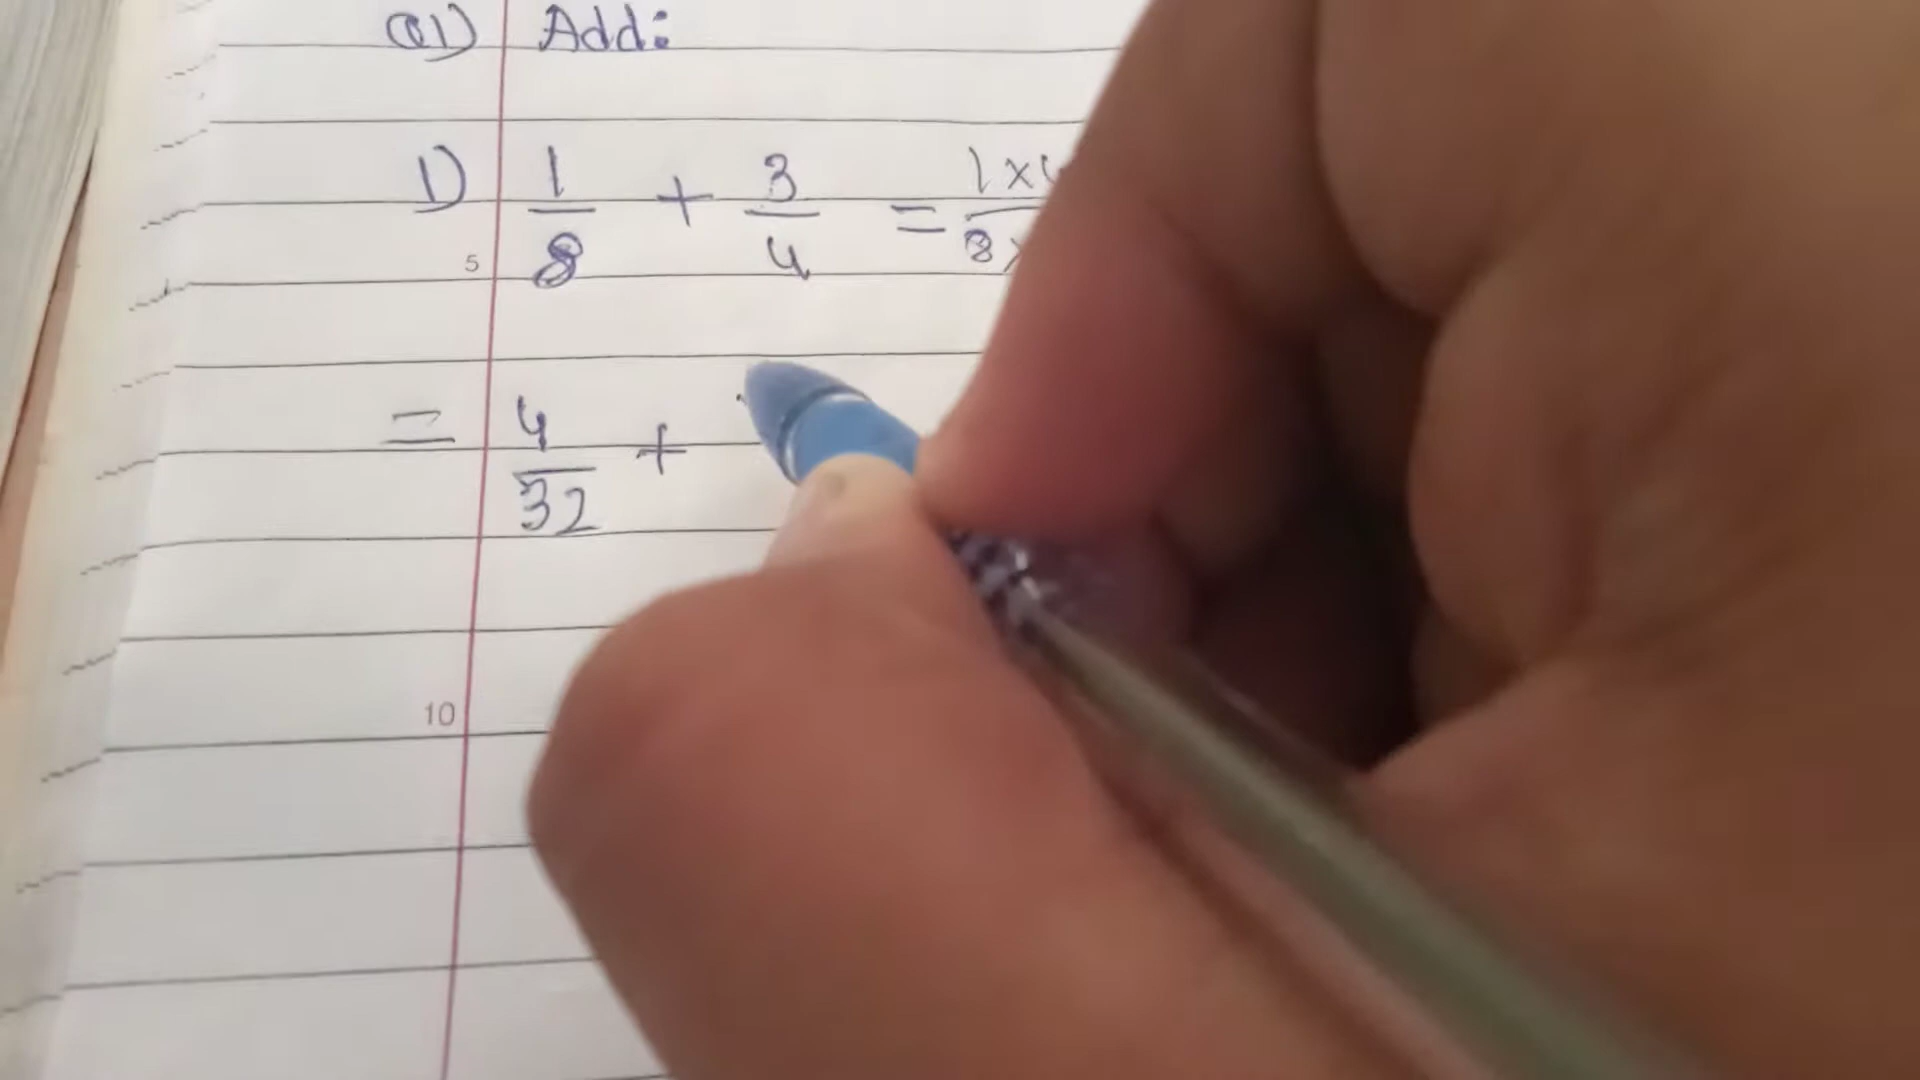 Q1) Add:
1) 1/8 + 3/4 = 1×4/8×
5
= 4/32 +
10